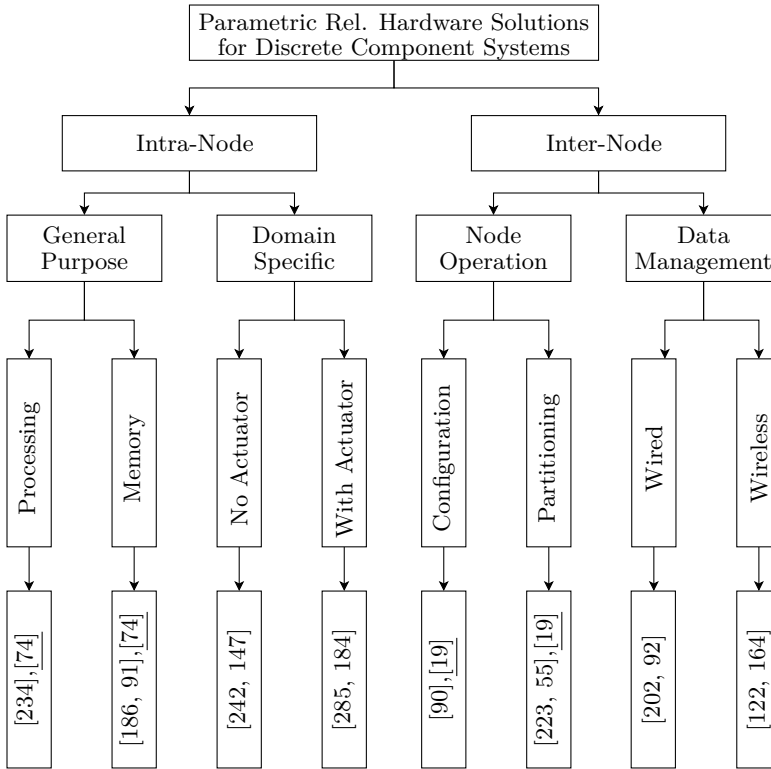 Parametric Rel. Hardware Solutions
for Discrete Component Systems
Intra-Node
Inter-Node
General
Purpose
Domain
Specific
Node
Operation
Data
Management
Processing
Memory
No Actuator
With Actuator
Configuration
Partitioning
Wired
Wireless
[234],[74]
[186, 91],[74]
[242, 147]
[285, 184]
[90],[19]
[223, 55],[19]
[202, 92]
[122, 164]